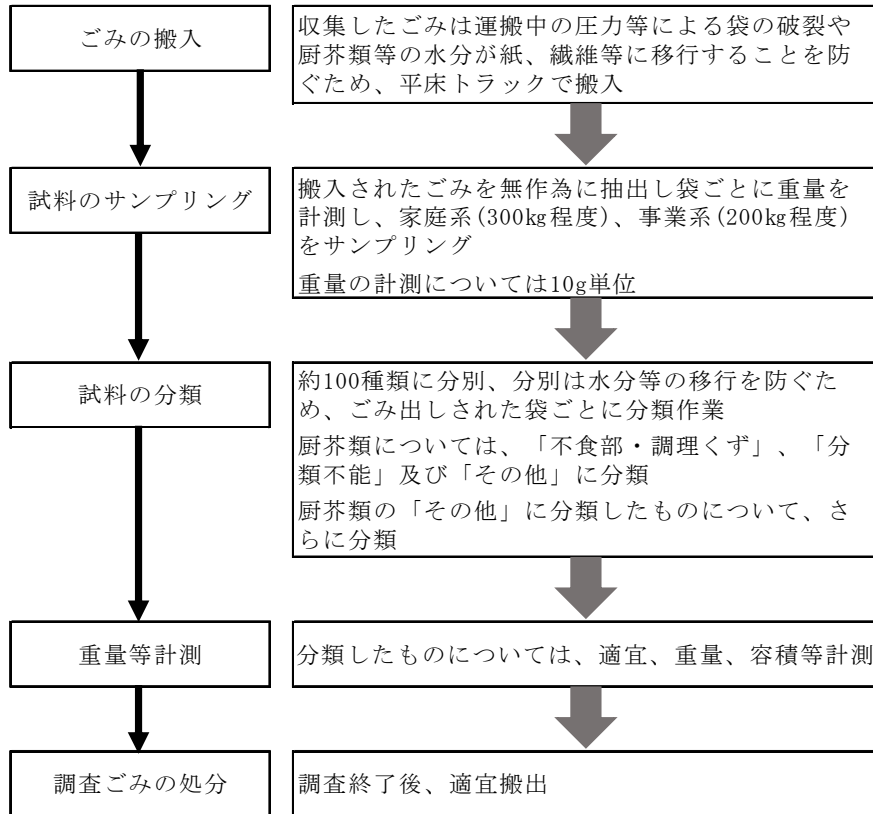 ごみの搬入
収集したごみは運搬中の圧力等による袋の破裂や
厨芥類等の水分が紙、繊維等に移行することを防
ぐため、平床トラックで搬入
試料のサンプリング
搬入されたごみを無作為に抽出し袋ごとに重量を
計測し、家庭系(300㎏程度)、事業系(200㎏程度)
をサンプリング
重量の計測については10g単位
試料の分類
約100種類に分別、分別は水分等の移行を防ぐた
め、ごみ出しされた袋ごとに分類作業
厨芥類については、「不食部・調理くず」、「分
類不能」及び「その他」に分類
厨芥類の「その他」に分類したものについて、さ
らに分類
重量等計測
分類したものについては、適宜、重量、容積等計測
調査ごみの処分
調査終了後、適宜搬出